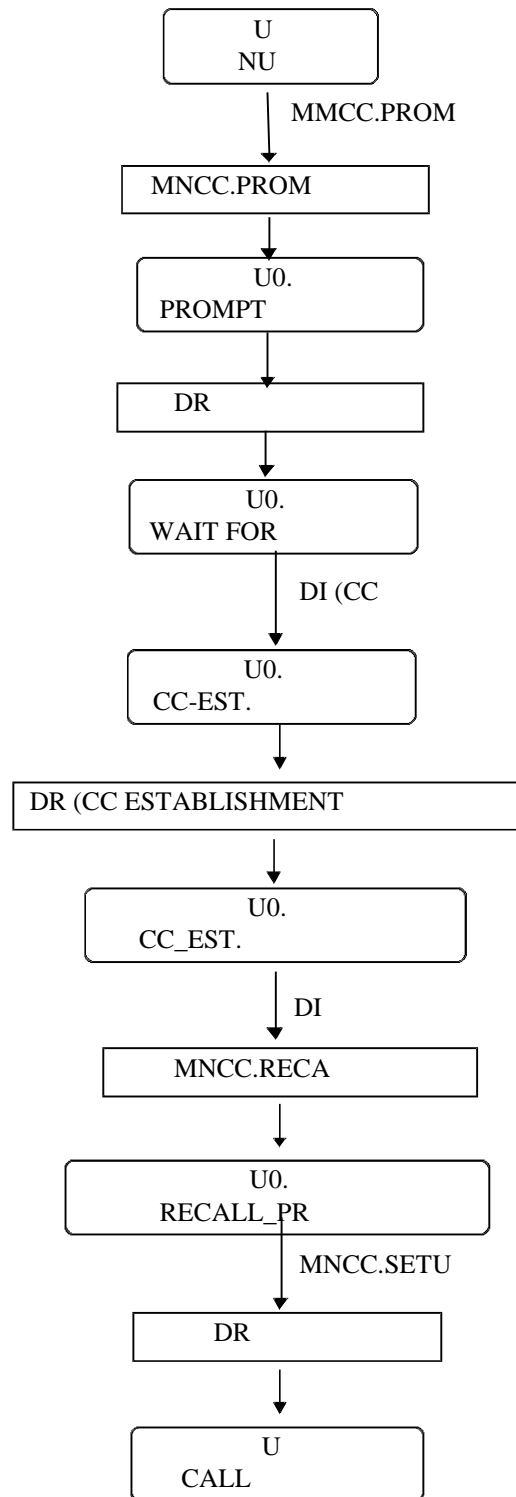 U
NU
MMCC.PROM
MNCC.PROM
U0.
PROMPT
DR
U0.
WAIT FOR
DI (CC
U0.
CC-EST.
DR (CC ESTABLISHMENT
U0.
CC_EST.
DI
MNCC.RECA
U0.
RECALL_PR
MNCC.SETU
DR
U
CALL